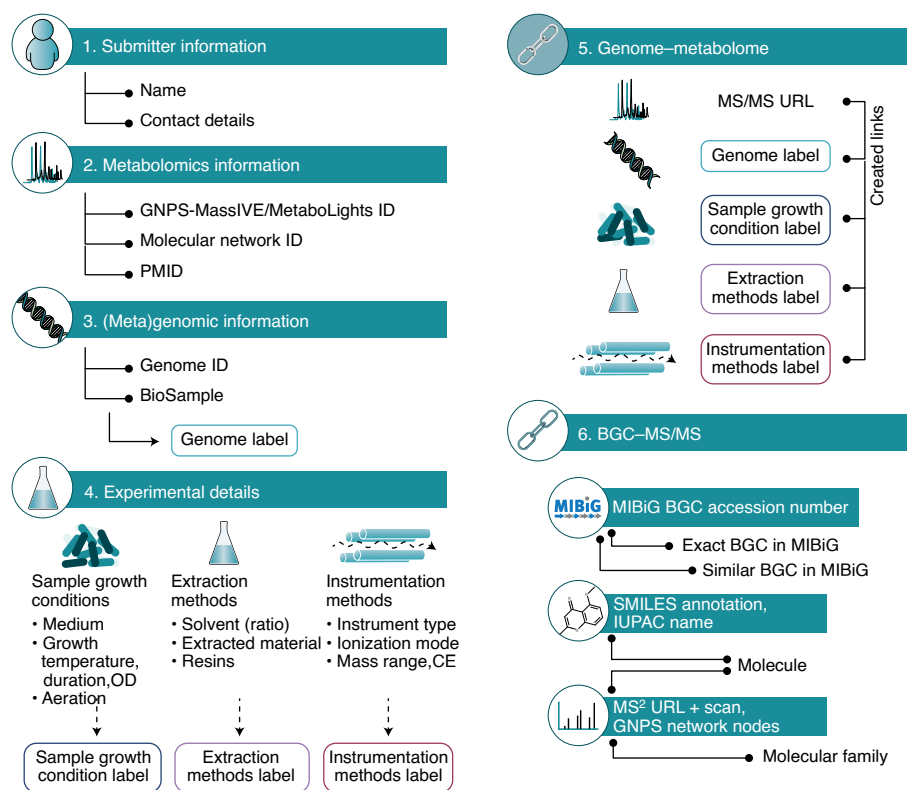 1. Submitter information
Name
Contact details
2. Metabolomics information
GNPS-MassIVE/MetaboLights ID
Molecular network ID
PMID
3. (Meta)genomic information
Genome ID
BioSample
Genome label
4. Experimental details
Sample growth
conditions
• Medium
• Growth
temperature,
duration,OD
• Aeration
Sample growth
condition label
Extraction
methods
• Solvent (ratio)
• Extracted material
• Resins
Extraction
methods label
Instrumentation
methods
• Instrument type
• Ionization mode
• Mass range,CE
Instrumentation
methods label
5. Genome–metabolome
MS/MS URL
Genome label
Sample growth
condition label
Extraction
methods label
Instrumentation
methods label
Created links
6. BGC–MS/MS
MIBiG
MIBiG BGC accession number
Exact BGC in MIBiG
Similar BGC in MIBiG
SMILES annotation,
IUPAC name
Molecule
MS² URL + scan,
GNPS network nodes
Molecular family